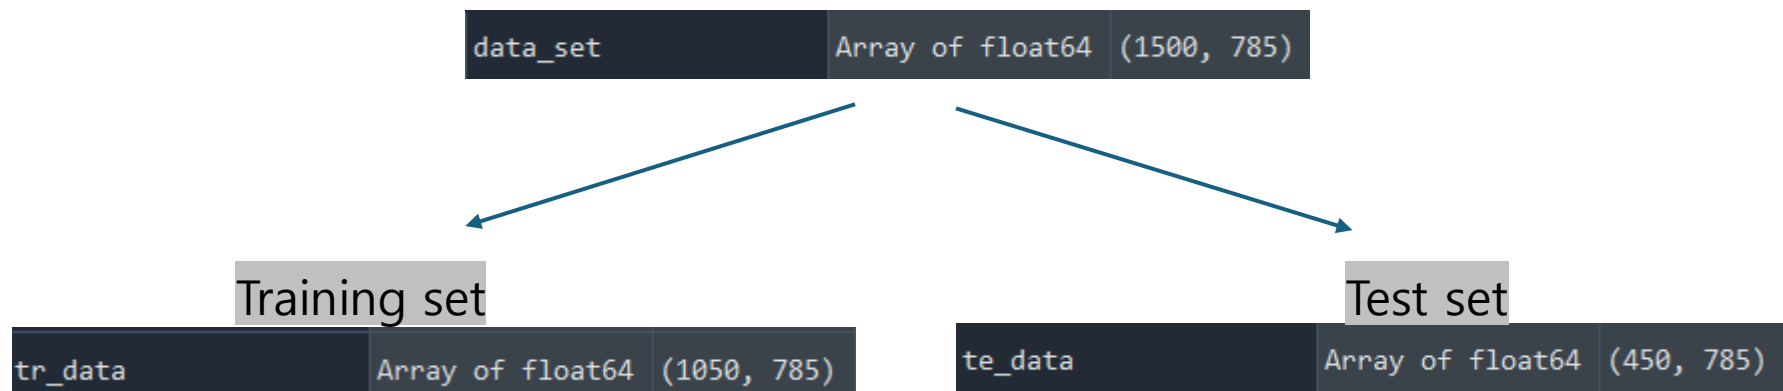 data_set Array of float64 (1500, 785)
Training set
tr_data Array of float64 (1050, 785)
Test set
te_data Array of float64 (450, 785)